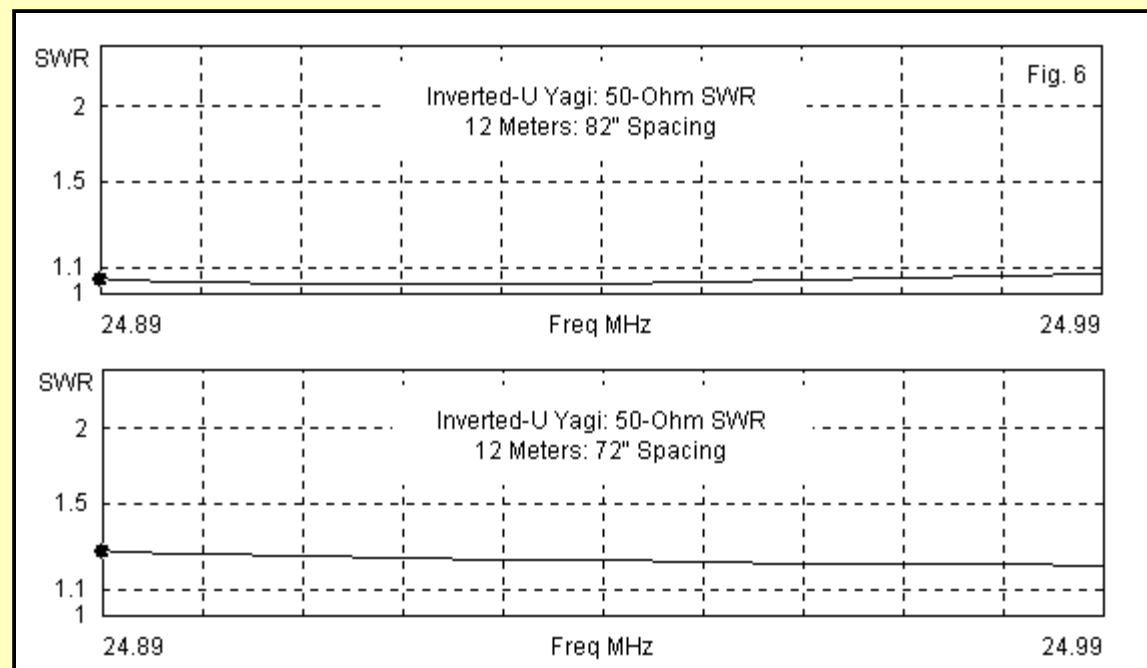 SWR
Fig. 6
Inverted-U Yagi: 50-Ohm SWR
12 Meters: 82" Spacing
2
1.5
1.1
1
24.89 Freq MHz 24.99
SWR
Inverted-U Yagi: 50-Ohm SWR
12 Meters: 72" Spacing
2
1.5
1.1
1
24.89 Freq MHz 24.99